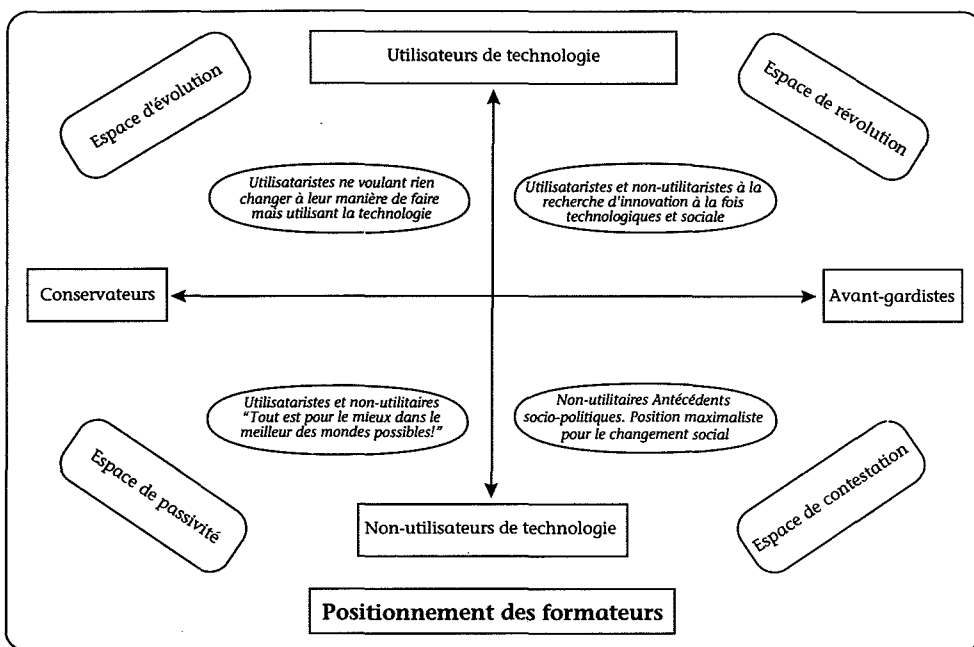 Utilisateurs de technologie
Espace d'évolution
Espace de révolution
Utilisataristes ne voulant rien
changer à leur manière de faire
mais utilisant la technologie
Utilisataristes et non-utilitaristes à la
recherche d'innovation à la fois
technologiques et sociale
Conservateurs
Avant-gardistes
Utilisataristes et non-utilitaires
"Tout est pour le mieux dans le
meilleur des mondes possibles!"
Non-utilitaires Antécédents
socio-politiques. Position maximaliste
pour le changement social
Espace de passivité
Espace de contestation
Non-utilisateurs de technologie
Positionnement des formateurs